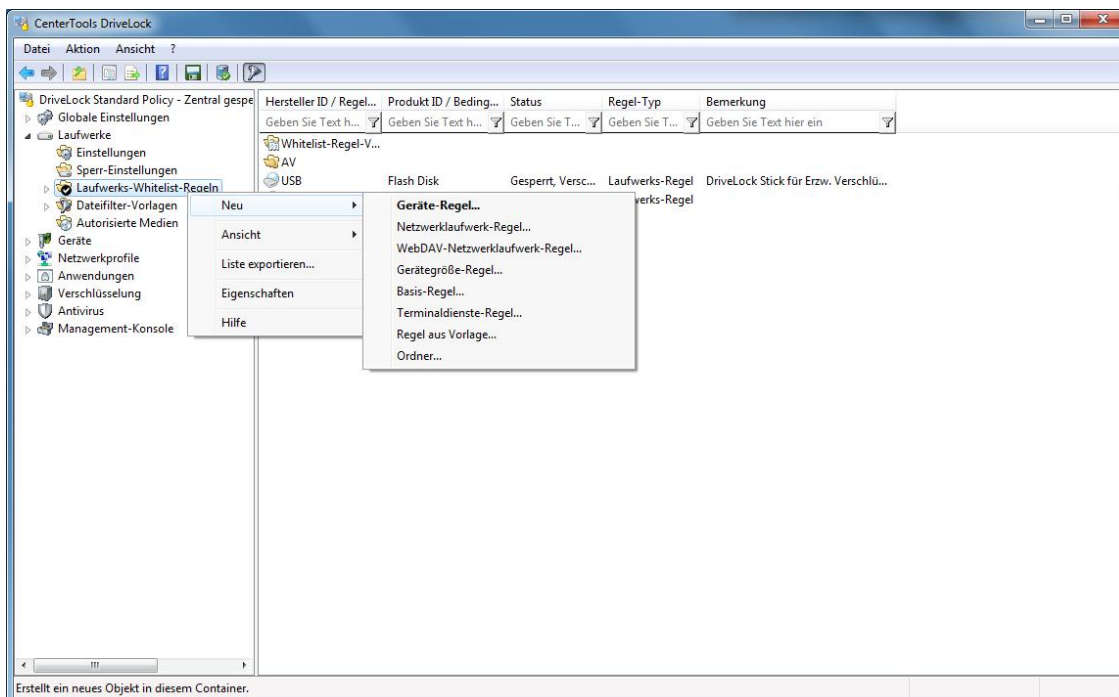 CenterTools DriveLock
Datei Aktion Ansicht ?
DriveLock Standard Policy - Zentral gespe
Globale Einstellungen
Laufwerke
Einstellungen
Sperr-Einstellungen
Laufwerks-Whitelist-Regeln
Dateifilter-Vorlagen
Autorisierte Medien
Geräte
Netzwerkprofile
Anwendungen
Verschlüsselung
Antivirus
Management-Konsole
Hersteller ID / Regel... Produkt ID / Beding... Status Regel-Typ Bemerkung
Geben Sie Text h... Geben Sie Text h... Geben Sie T... Geben Sie T... Geben Sie Text hier ein
Whitelist-Regel-V...
AV
USB Flash Disk Gesperrt, Versc... Laufwerks-Regel DriveLock Stick für Erzw. Verschlü...
verks-Regel
Neu
Ansicht
Liste exportieren...
Eigenschaften
Hilfe
Geräte-Regel...
Netzwerklaufwerk-Regel...
WebDAV-Netzwerklaufwerk-Regel...
Gerätegröße-Regel...
Basis-Regel...
Terminaldienste-Regel...
Regel aus Vorlage...
Ordner...
Erstellt ein neues Objekt in diesem Container.